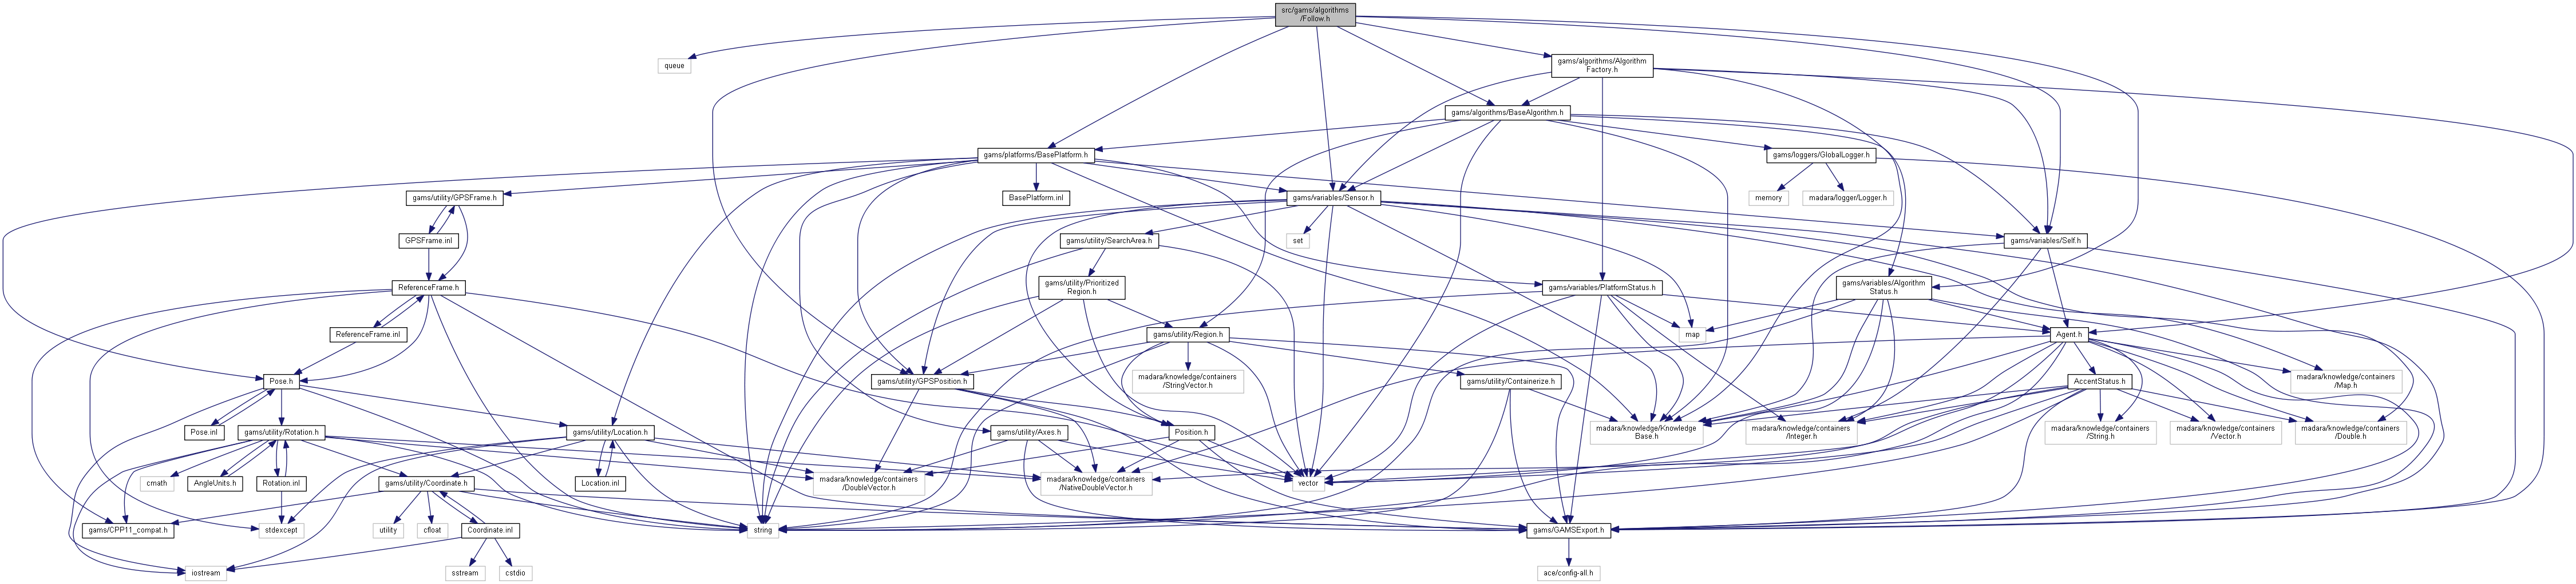 src/gams/algorithms
/Follow.h
queue
gams/algorithms/Algorithm
Factory.h
gams/algorithms/BaseAlgorithm.h
gams/platforms/BasePlatform.h
gams/loggers/GlobalLogger.h
gams/utility/GPSFrame.h
BasePlatform.inl
gams/variables/Sensor.h
memory
madara/logger/Logger.h
GPSFrame.inl
gams/utility/SearchArea.h
set
gams/variables/Self.h
ReferenceFrame.h
gams/utility/Prioritized
Region.h
gams/variables/PlatformStatus.h
gams/variables/Algorithm
Status.h
ReferenceFrame.inl
gams/utility/Region.h
map
Agent.h
Pose.h
gams/utility/GPSPosition.h
madara/knowledge/containers
/StringVector.h
gams/utility/Containerize.h
AccentStatus.h
madara/knowledge/containers
/Map.h
Pose.inl
gams/utility/Rotation.h
gams/utility/Location.h
gams/utility/Axes.h
Position.h
madara/knowledge/Knowledge
Base.h
madara/knowledge/containers
/Integer.h
madara/knowledge/containers
/String.h
madara/knowledge/containers
/Vector.h
madara/knowledge/containers
/Double.h
cmath
AngleUnits.h
Rotation.inl
gams/utility/Coordinate.h
Location.inl
madara/knowledge/containers
/DoubleVector.h
madara/knowledge/containers
/NativeDoubleVector.h
vector
gams/CPP11_compat.h
stdexcept
utility
cfloat
Coordinate.inl
string
gams/GAMSExport.h
iostream
sstream
cstdio
ace/config-all.h